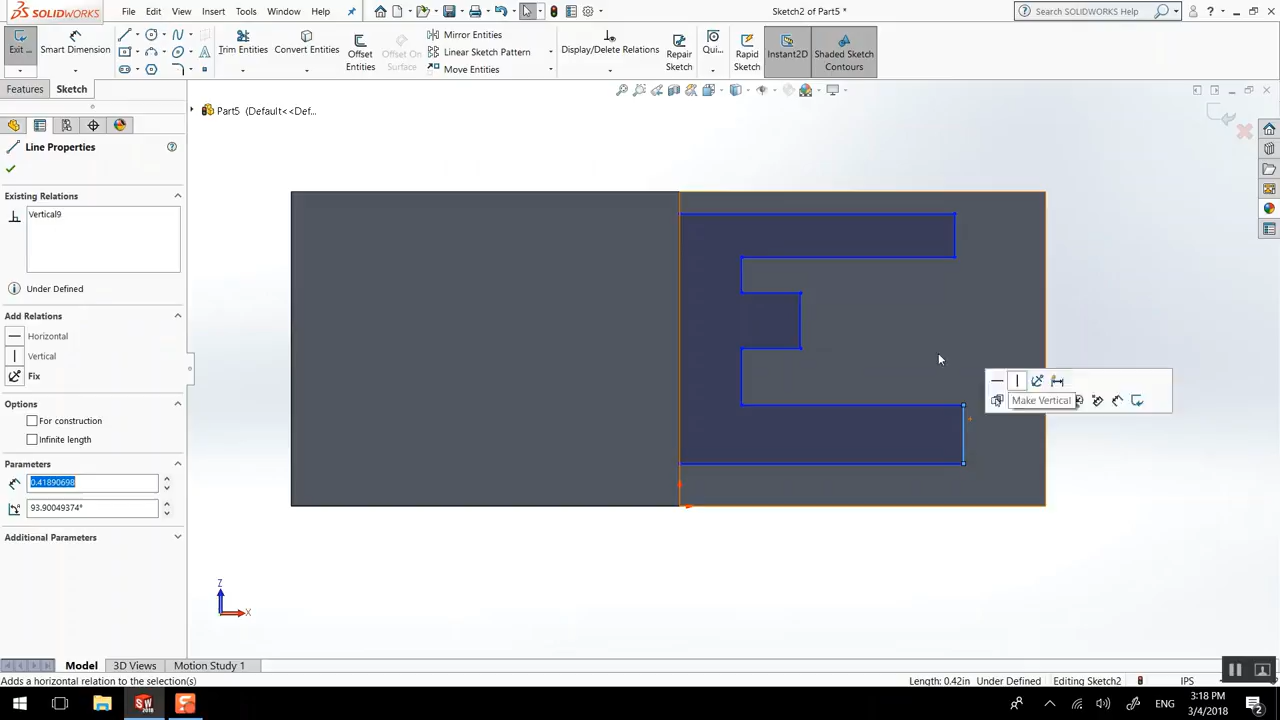 SOLIDWORKS
File Edit View Insert Tools Window Help
Sketch2 of Part5 *
Search SOLIDWORKS Help
Exit ...
Smart Dimension
Trim Entities
Convert Entities
Offset Entities
Offset On Surface
Mirror Entities
Linear Sketch Pattern
Move Entities
Display/Delete Relations
Repair Sketch
Qui...
Rapid Sketch
Instant2D
Shaded Sketch Contours
Features Sketch
Part5 (Default<<Def...
Line Properties
Existing Relations
Vertical9
Under Defined
Add Relations
Horizontal
Vertical
Fix
Options
For construction
Infinite length
Parameters
0.41890698
93.90049374°
Additional Parameters
Make Vertical
Z
X
Model 3D Views Motion Study 1
Adds a horizontal relation to the selection(s)
Length: 0.42in Under Defined Editing Sketch2 IPS
ENG
3:18 PM
3/4/2018